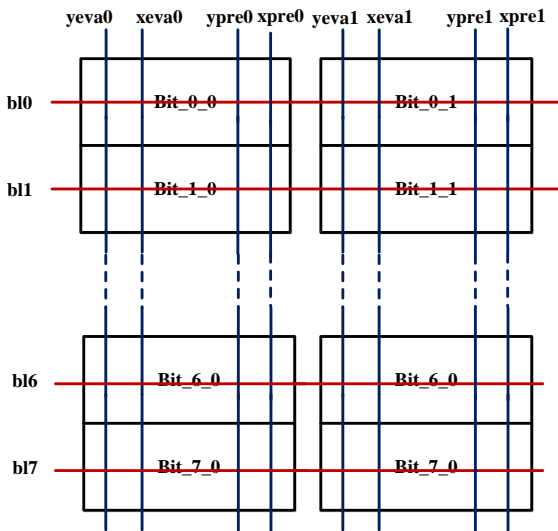 yeva0 xeva0 ypre0 xpre0 yeva1 xeva1 ypre1 xpre1
bl0 Bit_0_0 Bit_0_1
bl1 Bit_1_0 Bit_1_1
bl6 Bit_6_0 Bit_6_0
bl7 Bit_7_0 Bit_7_0